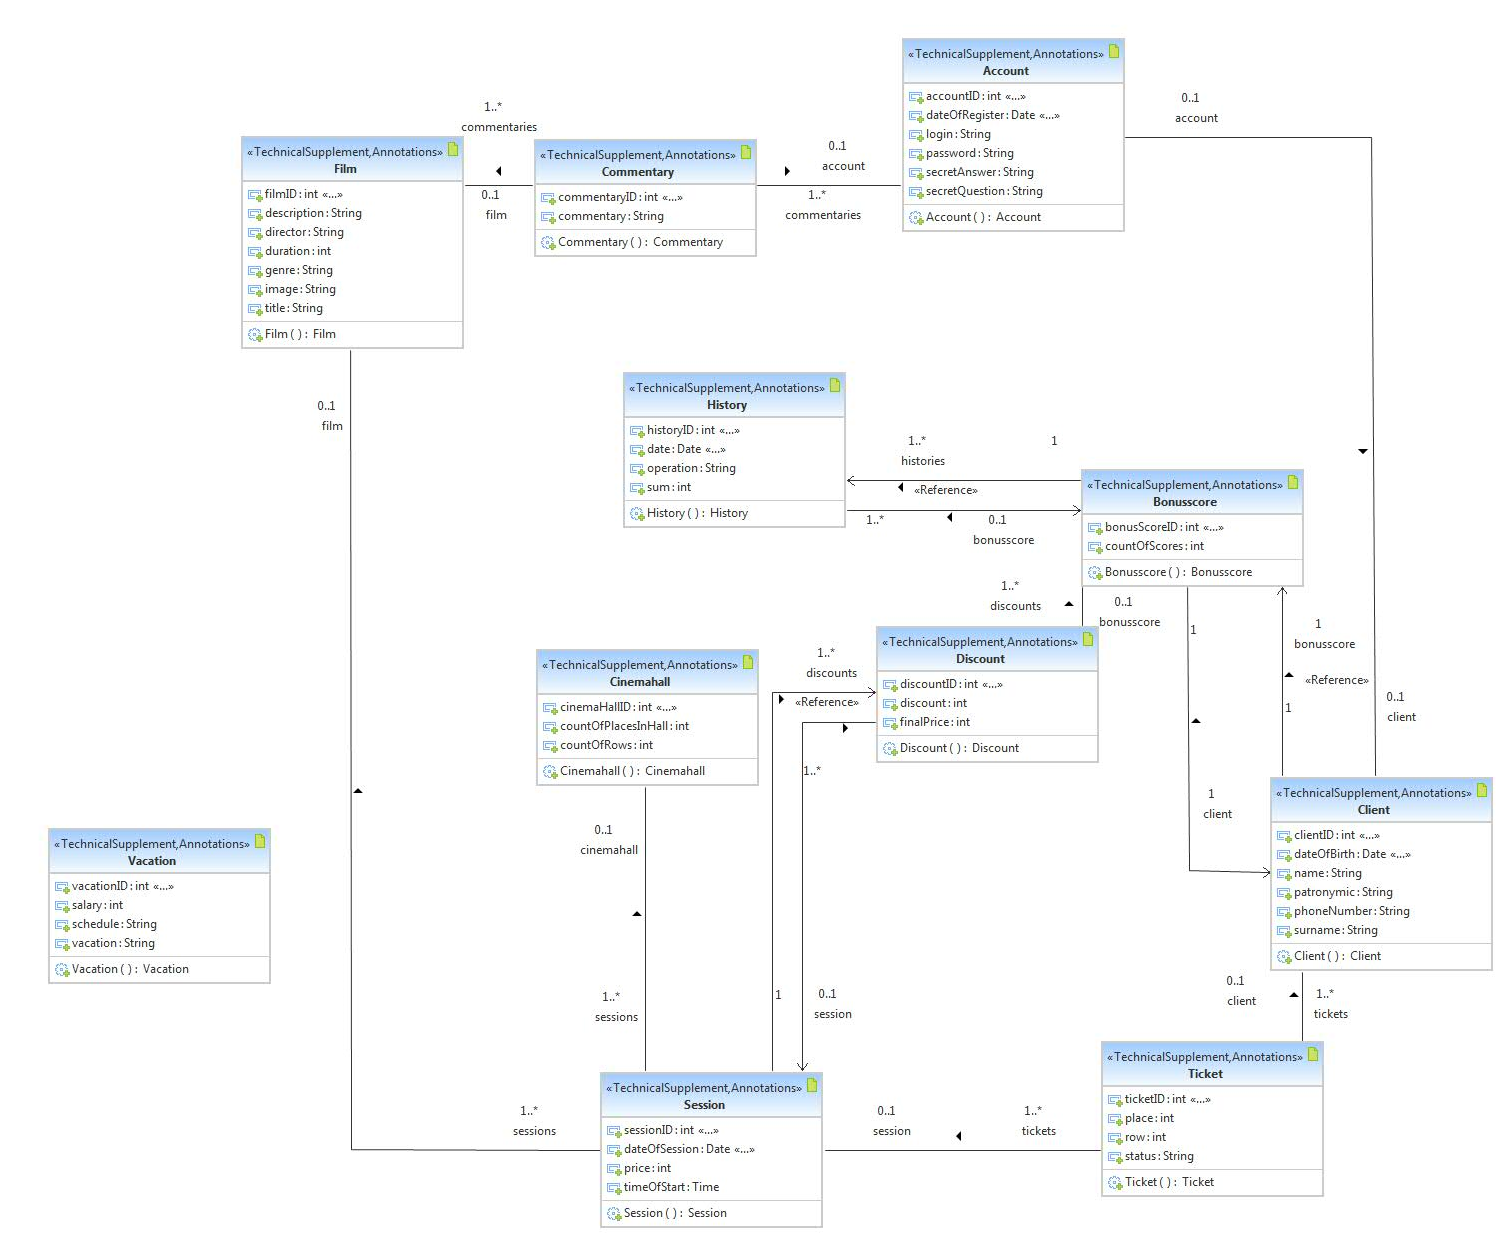 «TechnicalSupplement,Annotations»
Account
accountID: int «...»
dateOfRegister: Date «...»
login: String
password: String
secretAnswer: String
secretQuestion: String
Account ( ) : Account
0..1
account
1..*
commentaries
0..1
film
«TechnicalSupplement,Annotations»
Film
filmID: int «...»
description: String
director: String
duration: int
genre: String
image: String
title: String
Film ( ) : Film
«TechnicalSupplement,Annotations»
Commentary
commentaryID: int «...»
commentary: String
Commentary ( ) : Commentary
0..1
account
1..*
commentaries
0..1
film
«TechnicalSupplement,Annotations»
History
historyID: int «...»
date: Date «...»
operation: String
sum: int
History ( ) : History
1..*
histories
1
«Reference»
1..*
0..1
bonusscore
«TechnicalSupplement,Annotations»
Bonusscore
bonusScoreID: int «...»
countOfScores: int
Bonusscore ( ) : Bonusscore
1..*
discounts
0..1
bonusscore
1
1
bonusscore
«Reference»
1
0..1
client
1
client
«TechnicalSupplement,Annotations»
Cinemahall
cinemaHallID: int «...»
countOfPlacesInHall: int
countOfRows: int
Cinemahall ( ) : Cinemahall
1..*
discounts
«Reference»
«TechnicalSupplement,Annotations»
Discount
discountID: int «...»
discount: int
finalPrice: int
Discount ( ) : Discount
1..*
0..1
cinemahall
«TechnicalSupplement,Annotations»
Client
clientID: int «...»
dateOfBirth: Date «...»
name: String
patronymic: String
phoneNumber: String
surname: String
Client ( ) : Client
«TechnicalSupplement,Annotations»
Vacation
vacationID: int «...»
salary: int
schedule: String
vacation: String
Vacation ( ) : Vacation
1..*
sessions
1
0..1
session
0..1
client
1..*
tickets
«TechnicalSupplement,Annotations»
Session
sessionID: int «...»
dateOfSession: Date «...»
price: int
timeOfStart: Time
Session ( ) : Session
1..*
sessions
0..1
session
1..*
tickets
«TechnicalSupplement,Annotations»
Ticket
ticketID: int «...»
place: int
row: int
status: String
Ticket ( ) : Ticket